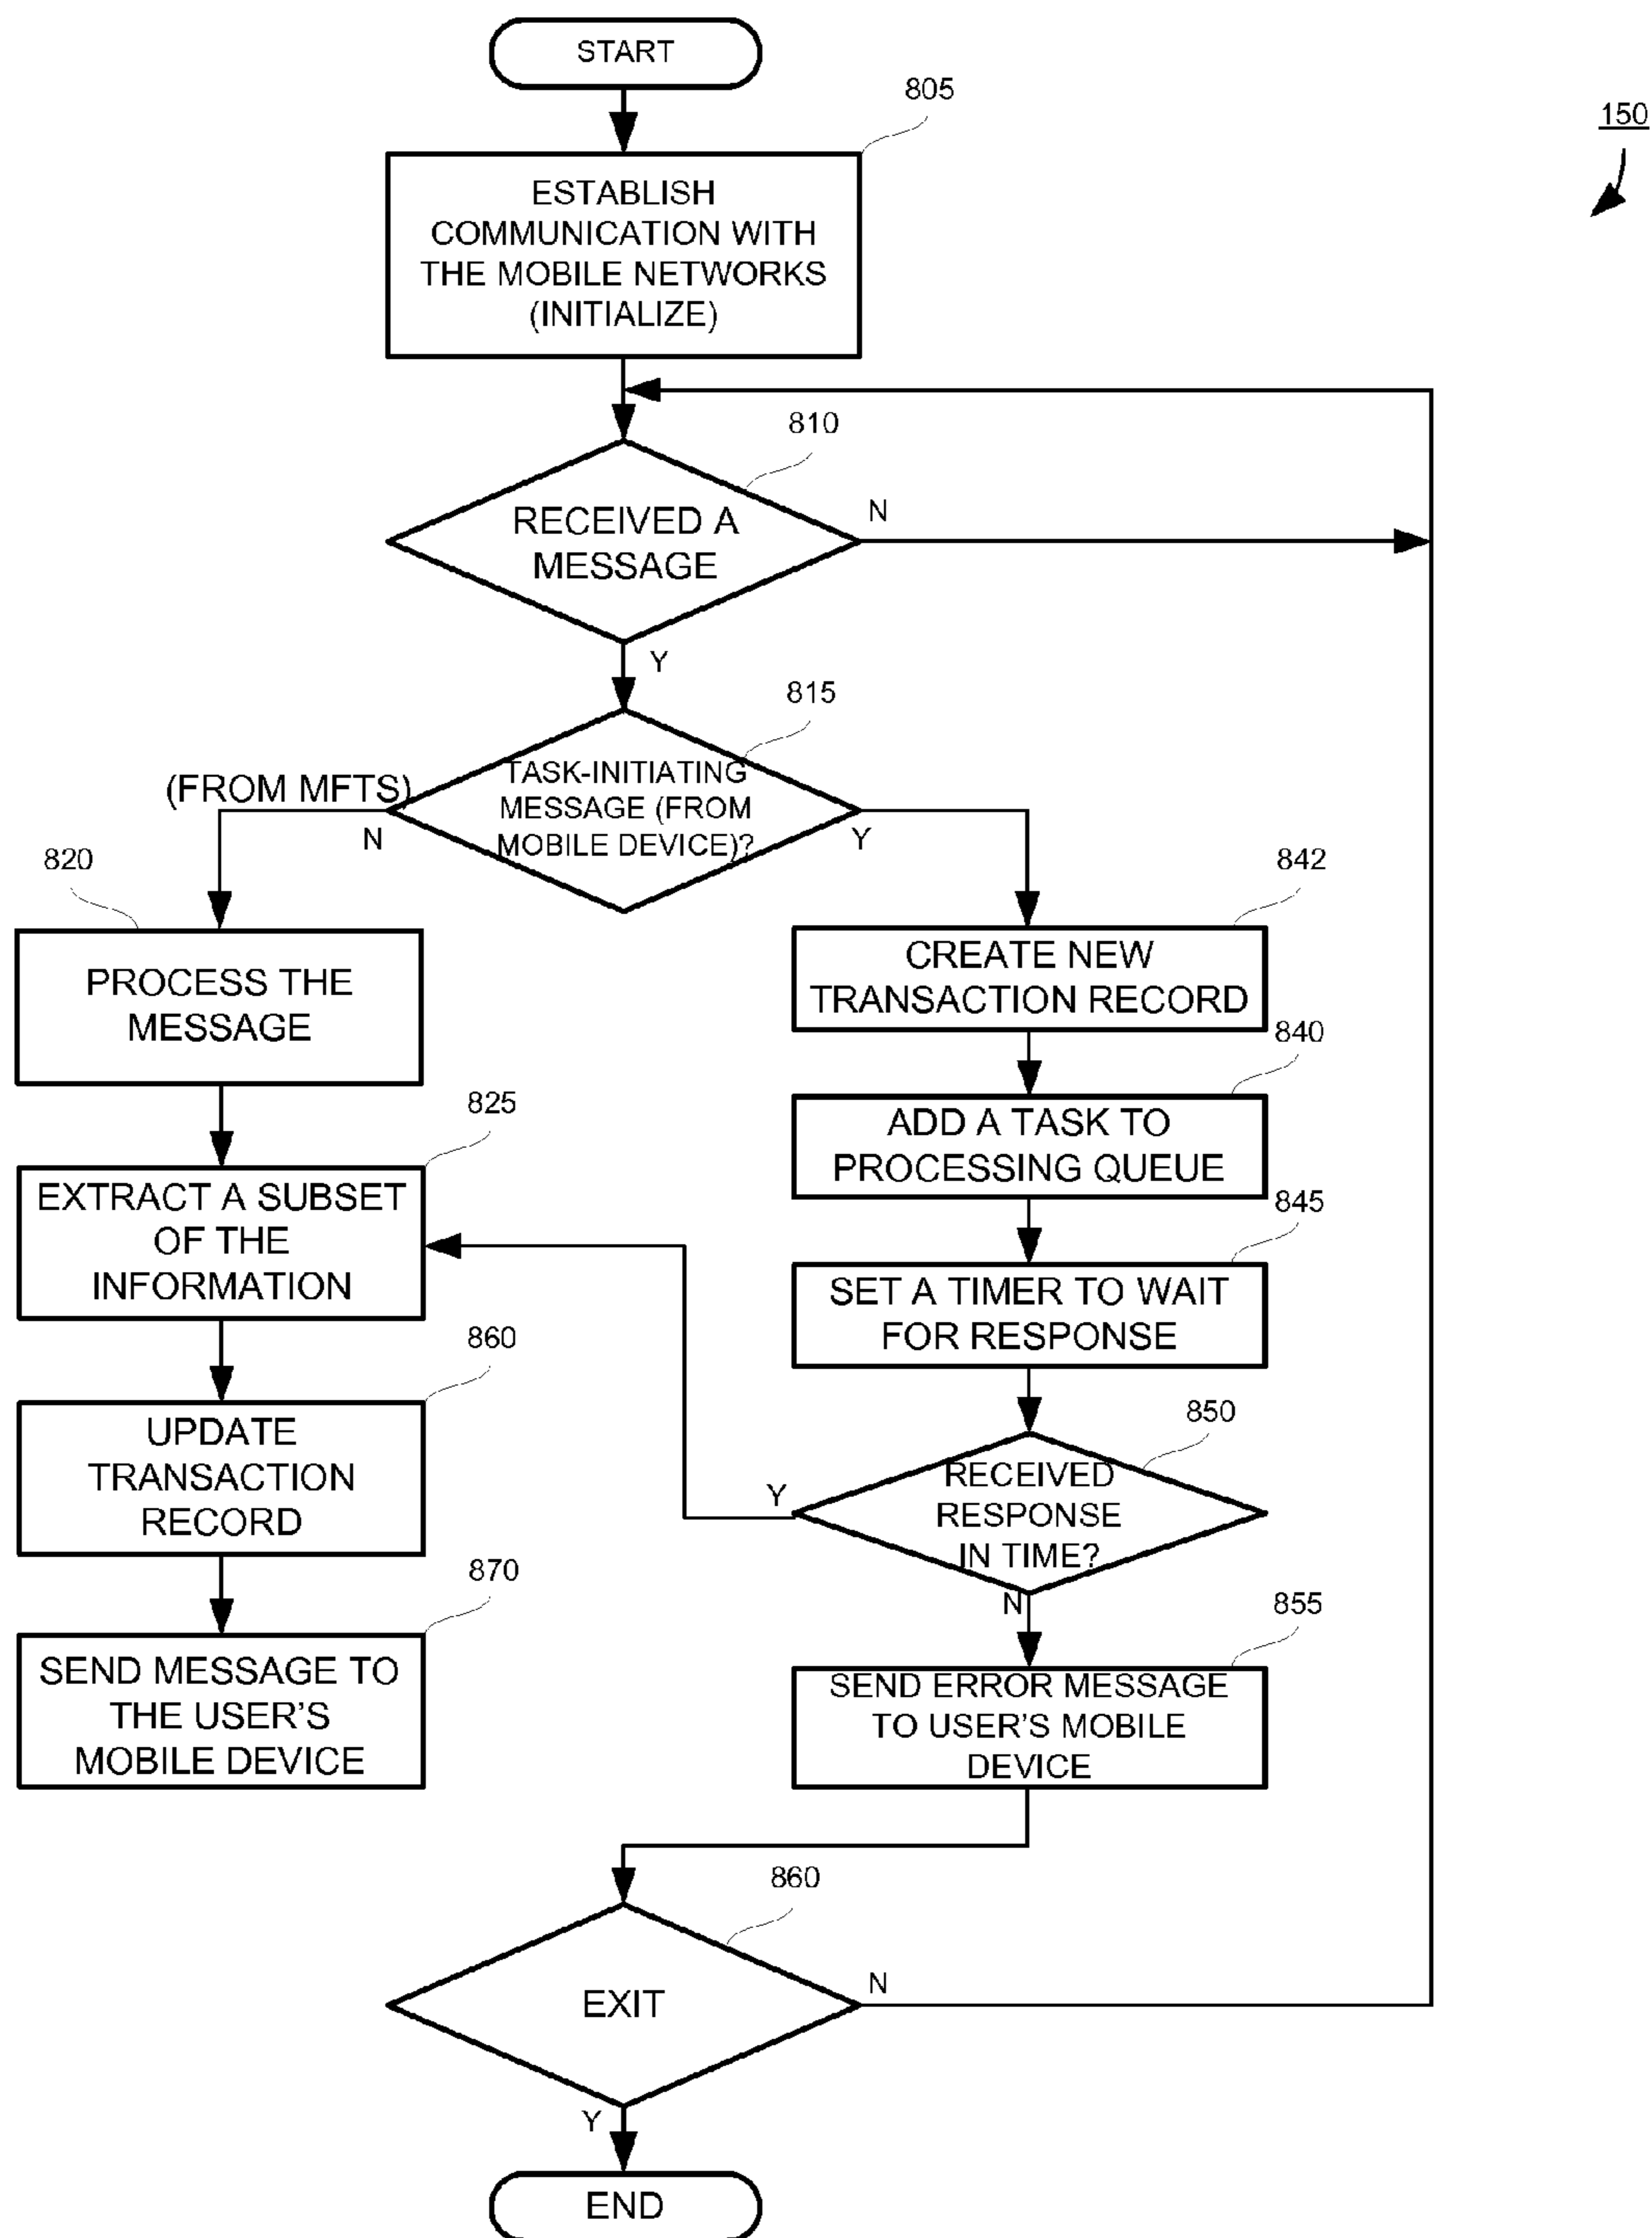 START
805
150
ESTABLISH
COMMUNICATION WITH
THE MOBILE NETWORKS
(INITIALIZE)
810
RECEIVED A
MESSAGE
N
Y
815
TASK-INITIATING
MESSAGE (FROM
MOBILE DEVICE)?
(FROM MFTS)
N
Y
820
PROCESS THE
MESSAGE
842
CREATE NEW
TRANSACTION RECORD
840
ADD A TASK TO
PROCESSING QUEUE
825
EXTRACT A SUBSET
OF THE
INFORMATION
845
SET A TIMER TO WAIT
FOR RESPONSE
860
UPDATE
TRANSACTION
RECORD
850
RECEIVED
RESPONSE
IN TIME?
Y
N
870
SEND MESSAGE TO
THE USER'S
MOBILE DEVICE
855
SEND ERROR MESSAGE
TO USER'S MOBILE
DEVICE
860
EXIT
N
Y
END